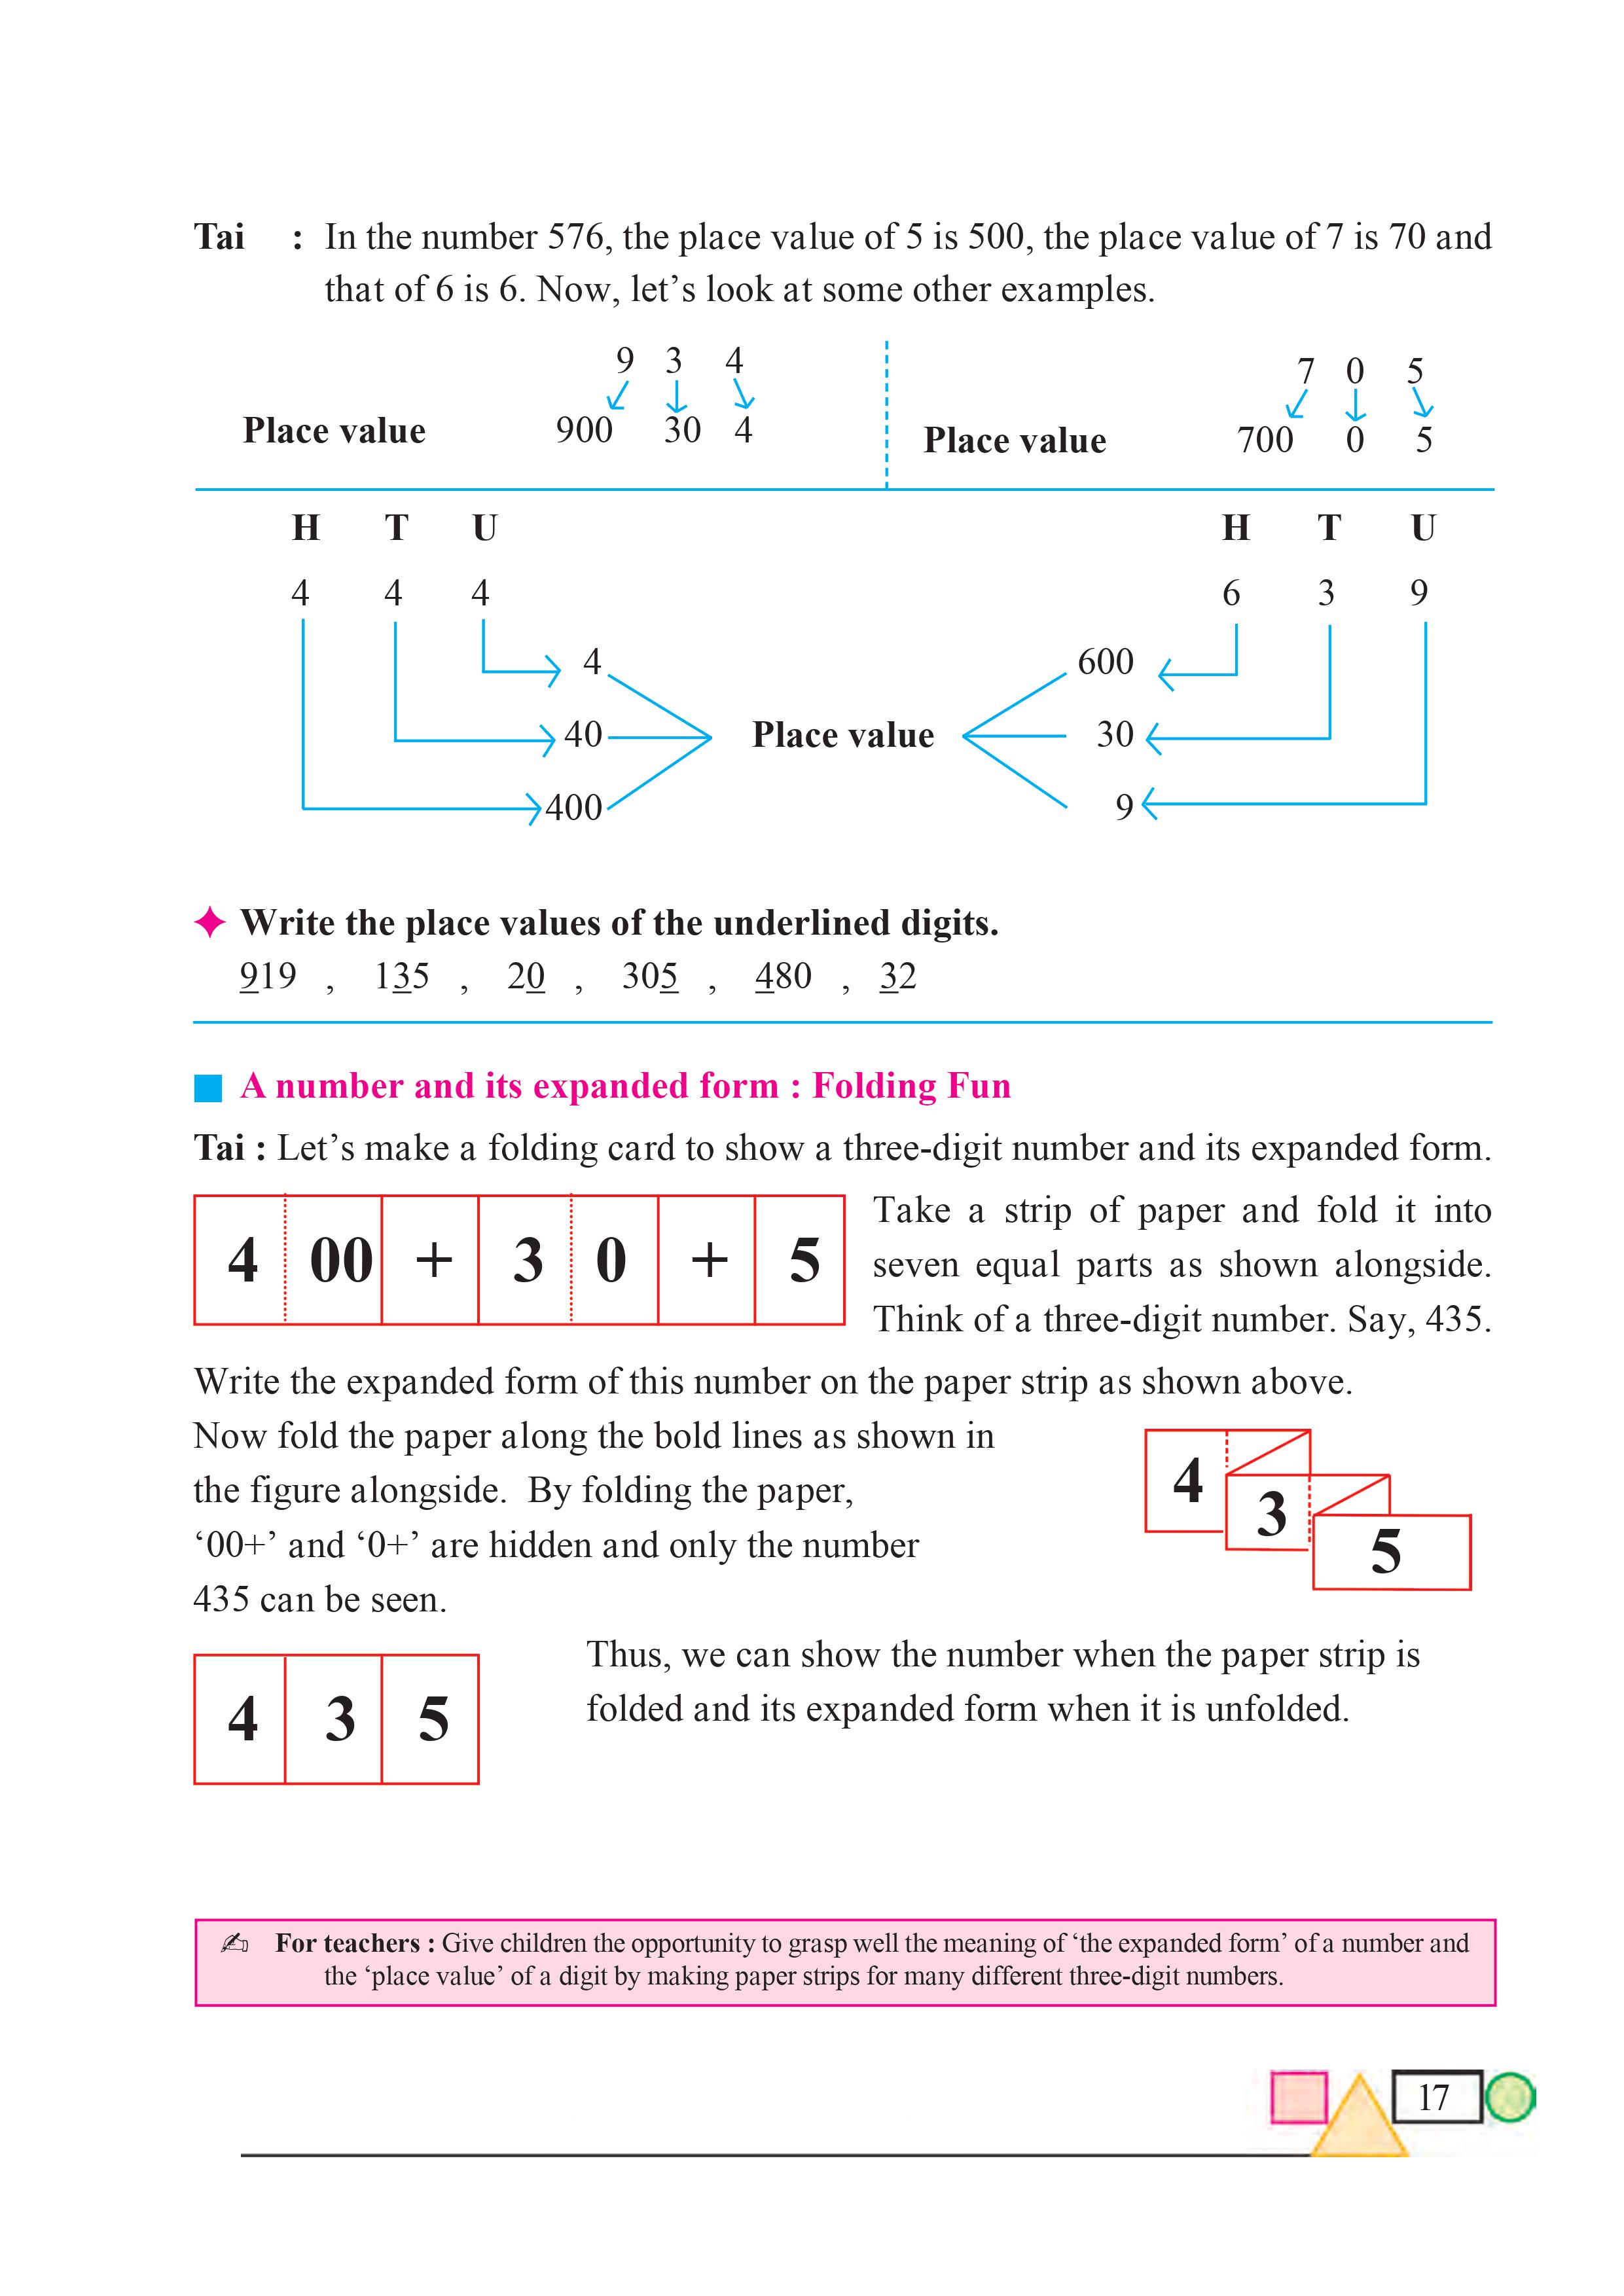 Tai : In the number 576, the place value of 5 is 500, the place value of 7 is 70 and
that of 6 is 6. Now, let’s look at some other examples.
9 3 4
Place value 900 30 4
7 0 5
Place value 700 0 5
H T U
4 4 4
4
40
400
Place value
H T U
6 3 9
600
30
9
Write the place values of the underlined digits.
919 , 135 , 20 , 305 , 480 , 32
A number and its expanded form : Folding Fun
Tai : Let’s make a folding card to show a three-digit number and its expanded form.
4 00 + 3 0 + 5
Take a strip of paper and fold it into
seven equal parts as shown alongside.
Think of a three-digit number. Say, 435.
Write the expanded form of this number on the paper strip as shown above.
Now fold the paper along the bold lines as shown in
the figure alongside. By folding the paper,
‘00+’ and ‘0+’ are hidden and only the number
435 can be seen.
4
3
5
4 3 5
Thus, we can show the number when the paper strip is
folded and its expanded form when it is unfolded.
✍ For teachers : Give children the opportunity to grasp well the meaning of ‘the expanded form’ of a number and
the ‘place value’ of a digit by making paper strips for many different three-digit numbers.
17